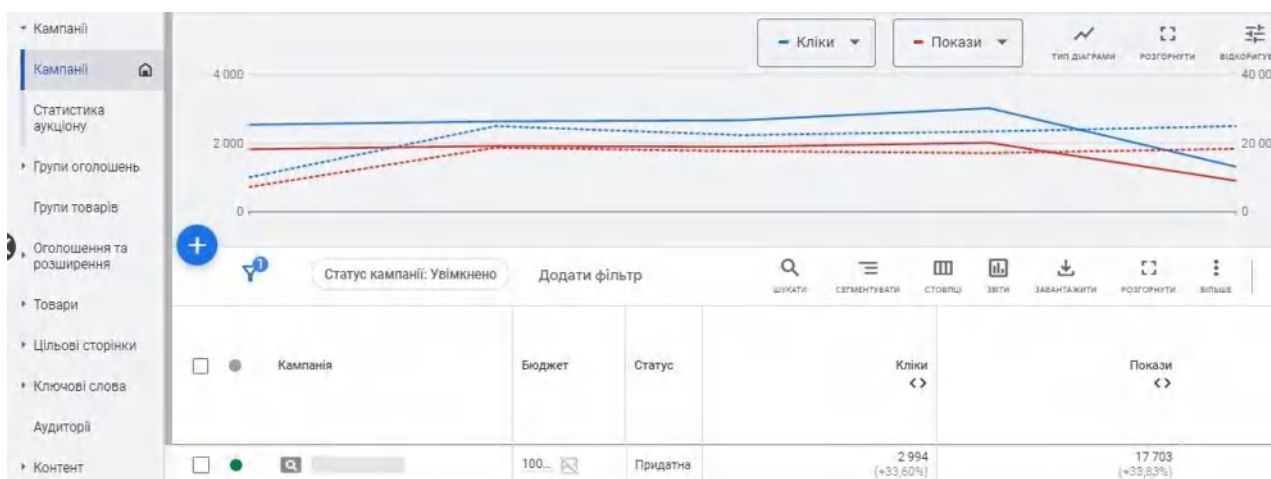 Кампанії
Кампанії
Статистика
аукціону
Групи оголошень
Групи товарів
Оголошення та
розширення
Товари
Цільові сторінки
Ключові слова
Аудиторії
Контент
Кліки
Покази
ТИП ДІАГРАМИ
РОЗГОРНУТИ
ВІДКОРИГУВ
4 000
40 00
2 000
20 00
0
0
1
Статус кампанії: Увімкнено
Додати фільтр
ШУКАТИ
СЕГМЕНТУВАТИ
СТОВПЦІ
ЗВІТИ
ЗАВАНТАЖИТИ
РОЗГОРНУТИ
БІЛЬШЕ
Кампанія
Бюджет
Статус
Кліки
Покази
100...
Придатна
2 994
(+33,60%)
17 703
(+33,83%)